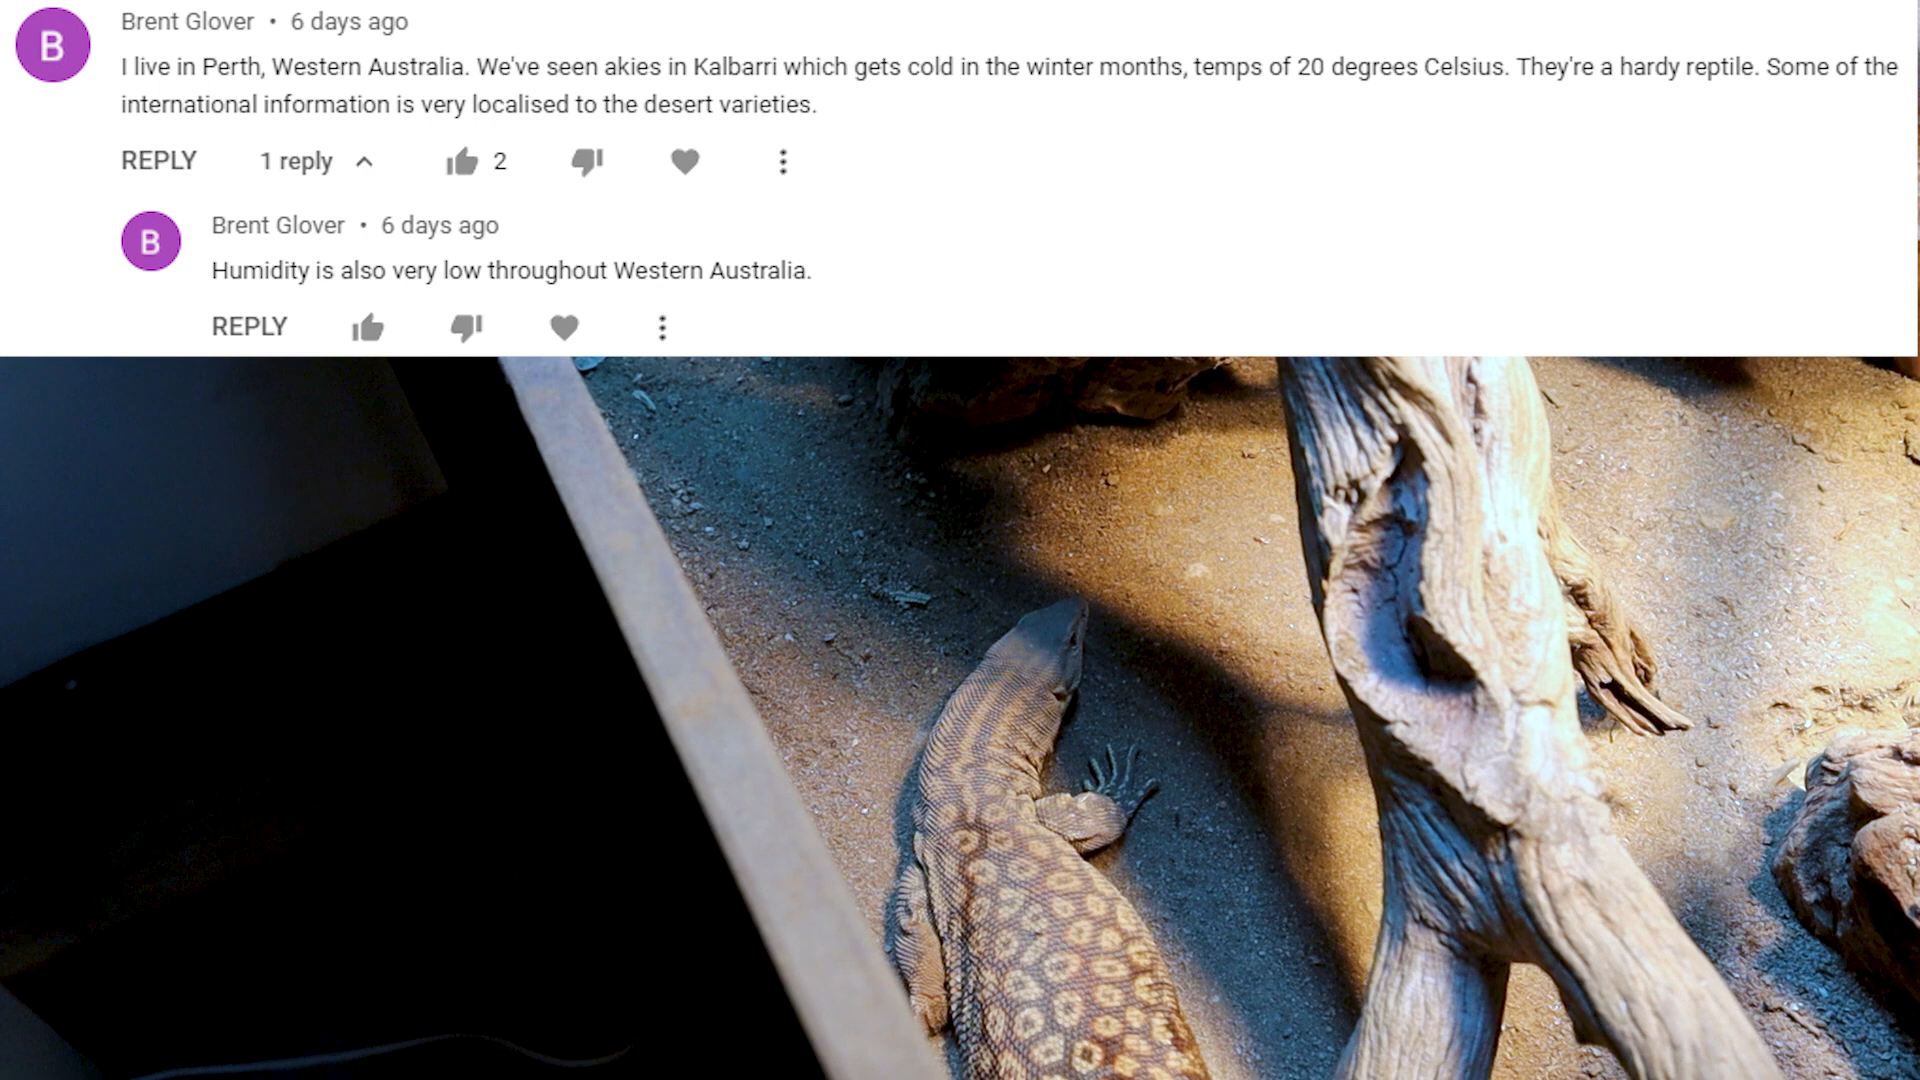 B
Brent Glover • 6 days ago
I live in Perth, Western Australia. We've seen akies in Kalbarri which gets cold in the winter months, temps of 20 degrees Celsius. They're a hardy reptile. Some of the
international information is very localised to the desert varieties.
REPLY 1 reply 2
B
Brent Glover • 6 days ago
Humidity is also very low throughout Western Australia.
REPLY